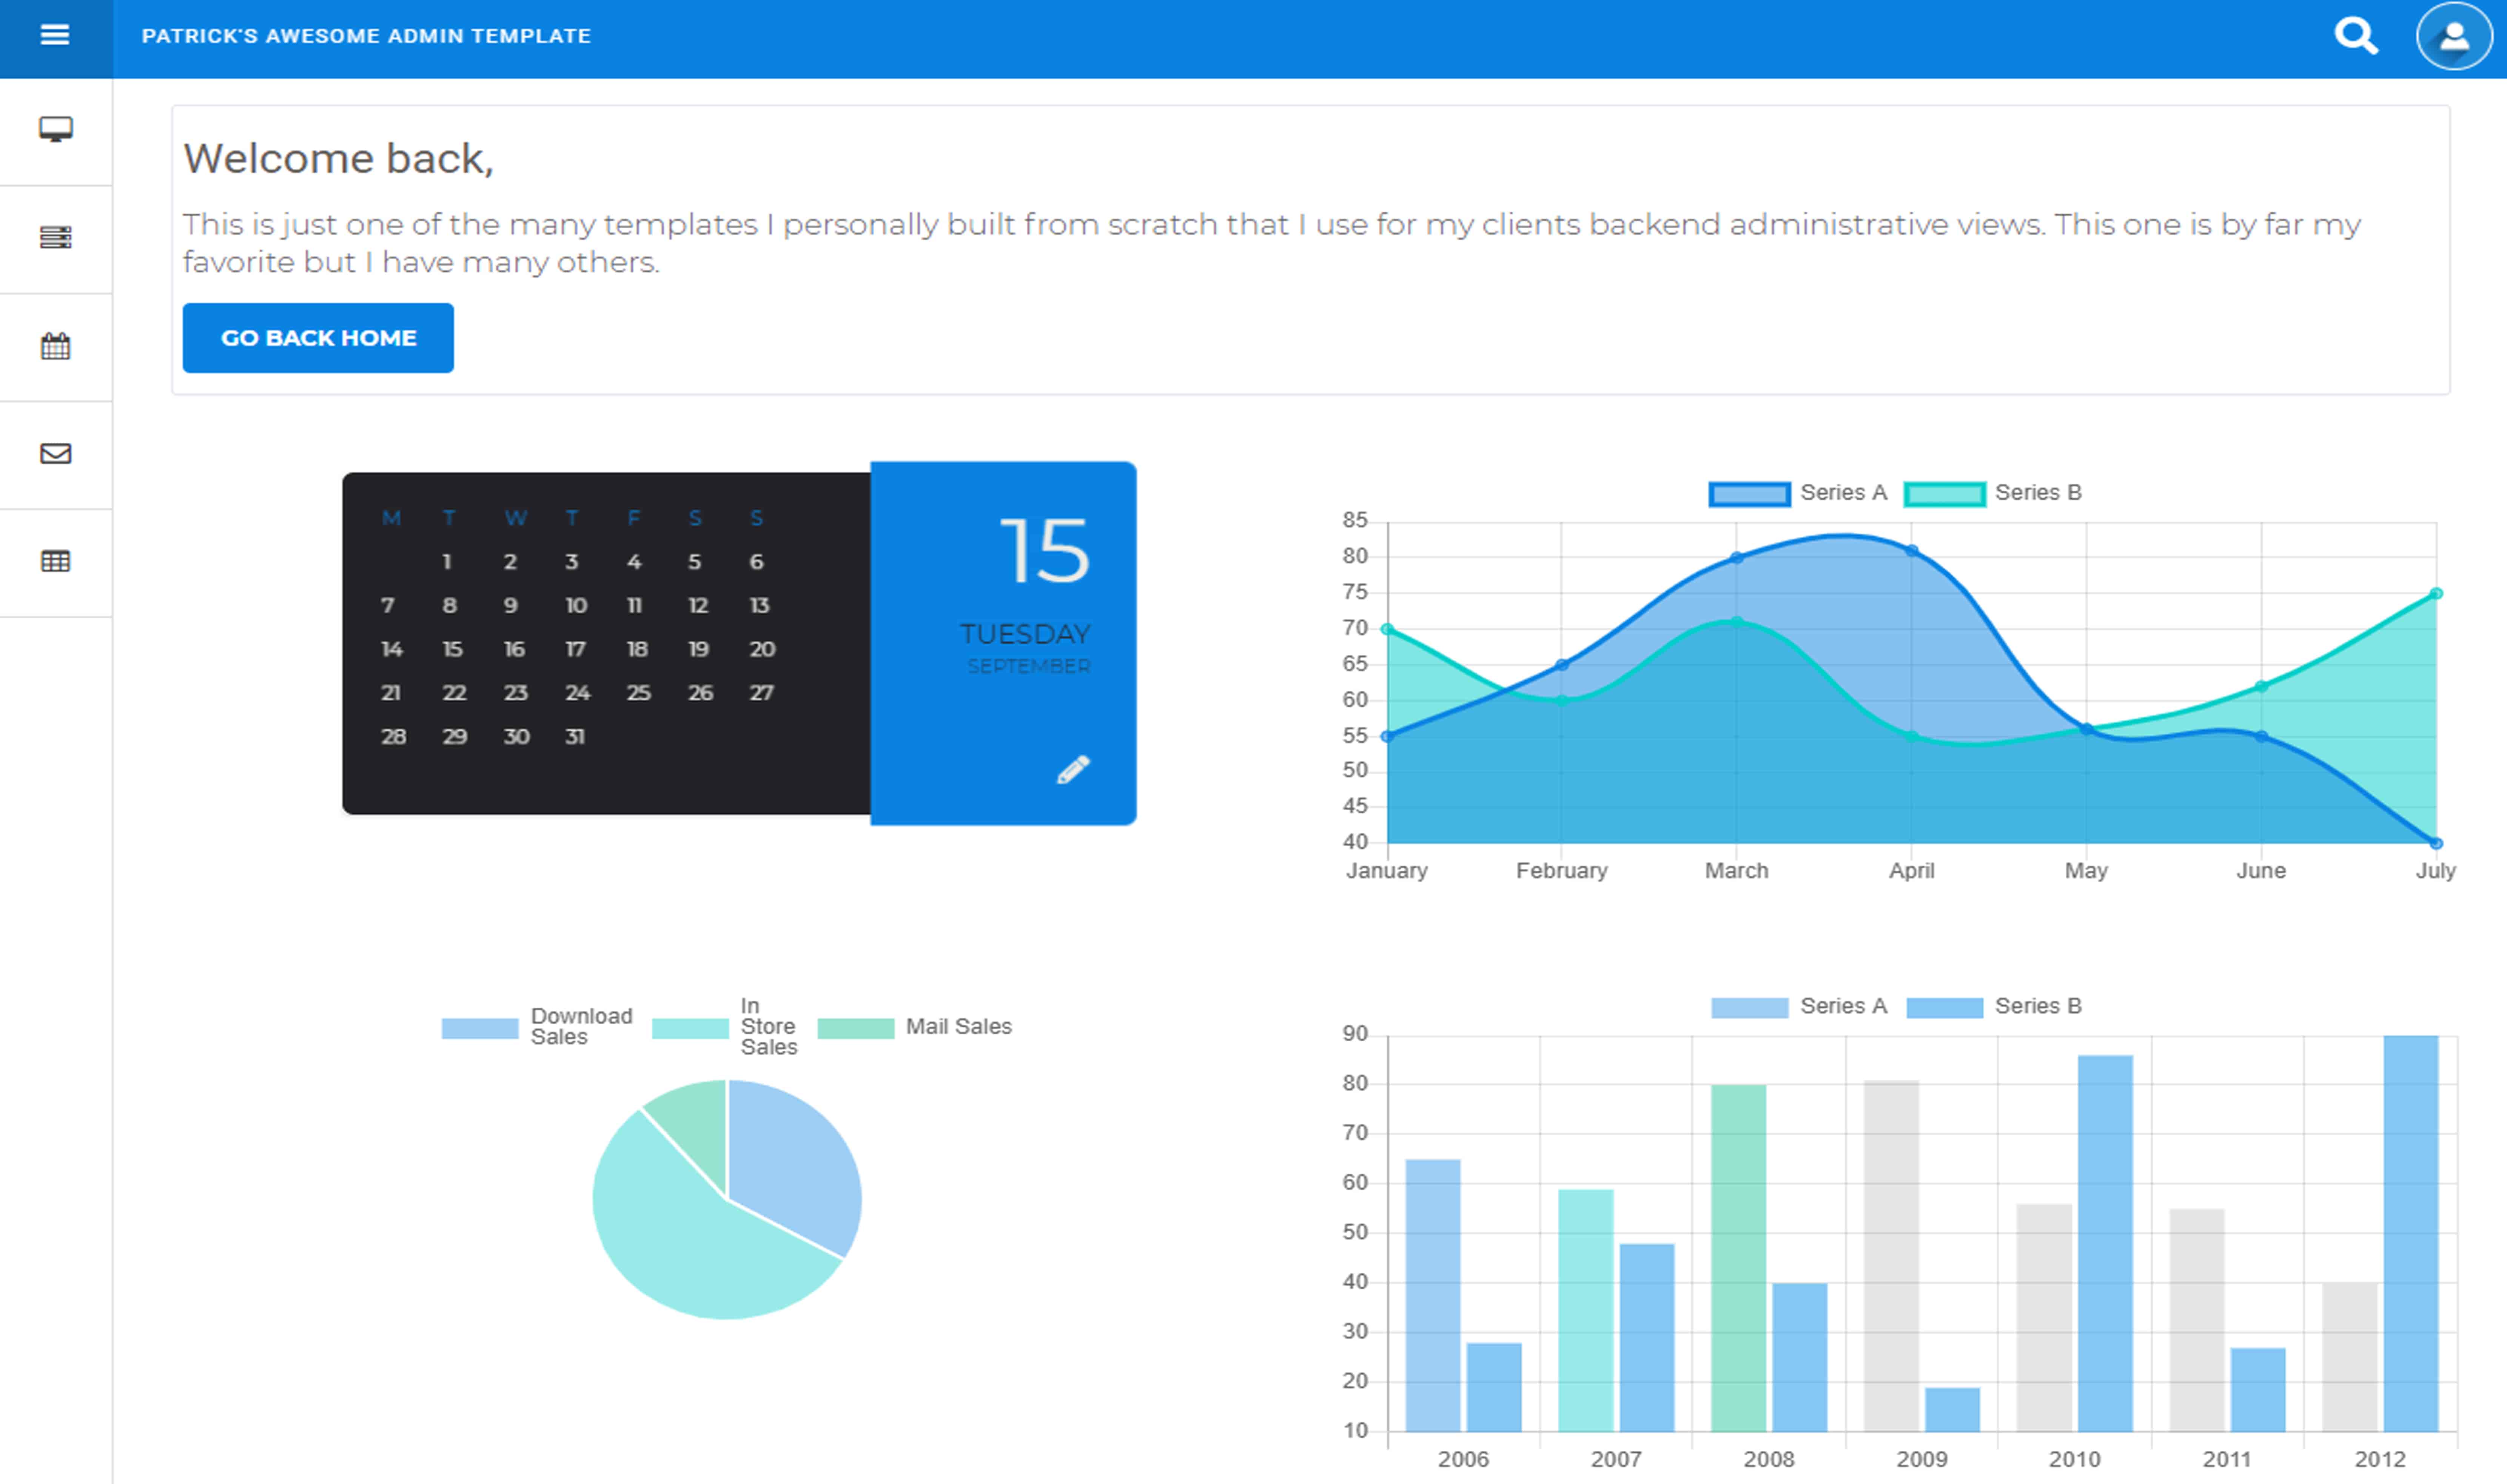 PATRICK'S AWESOME ADMIN TEMPLATE
Welcome back,
This is just one of the many templates I personally built from scratch that I use for my clients backend administrative views. This one is by far my
favorite but I have many others.
GO BACK HOME
M T W T F S S
1 2 3 4 5 6
7 8 9 10 11 12 13
14 15 16 17 18 19 20
21 22 23 24 25 26 27
28 29 30 31
15
TUESDAY
SEPTEMBER
Series A Series B
85
80
75
70
65
60
55
50
45
40
January February March April May June July
Download
Sales
In
Store
Sales
Mail Sales
Series A Series B
90
80
70
60
50
40
30
20
10
2006 2007 2008 2009 2010 2011 2012